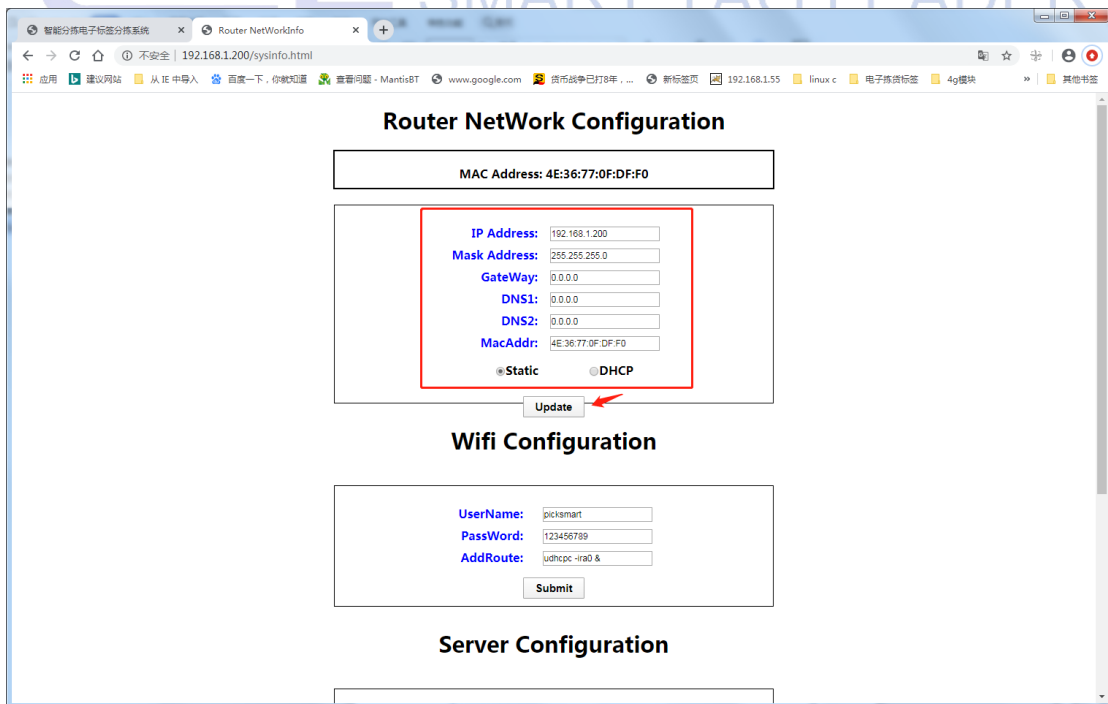 SMART TAG LEADER
智能分拣电子标签分拣系统 Router NetWorkInfo
不安全 | 192.168.1.200/sysinfo.html
应用 建议网站 从 IE 中导入 百度一下，你就知道 查看问题 - MantisBT www.google.com 货币战争已打8年，... 新标签页 192.168.1.55 linux c 电子拣货标签 4g模块 » 其他书签
Router NetWork Configuration
MAC Address: 4E:36:77:0F:DF:F0
IP Address: 192.168.1.200
Mask Address: 255.255.255.0
GateWay: 0.0.0.0
DNS1: 0.0.0.0
DNS2: 0.0.0.0
MacAddr: 4E:36:77:0F:DF:F0
Static DHCP
Update
Wifi Configuration
UserName: picksmart
PassWord: 123456789
AddRoute: udhcpc -ira0 &
Submit
Server Configuration